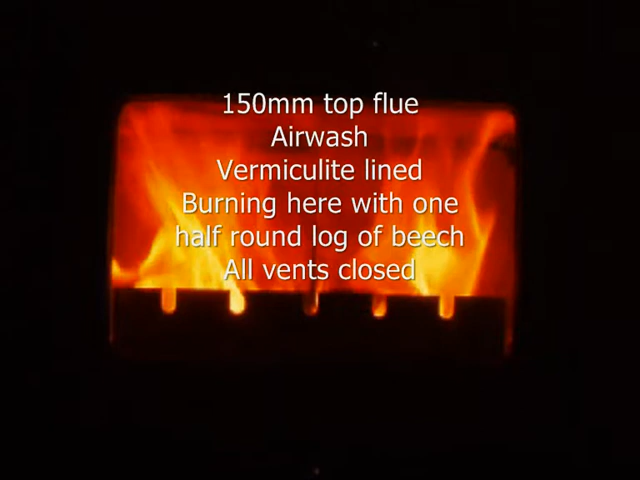 150mm top flue
Airwash
Vermiculite lined
Burning here with one
half round log of beech
All vents closed